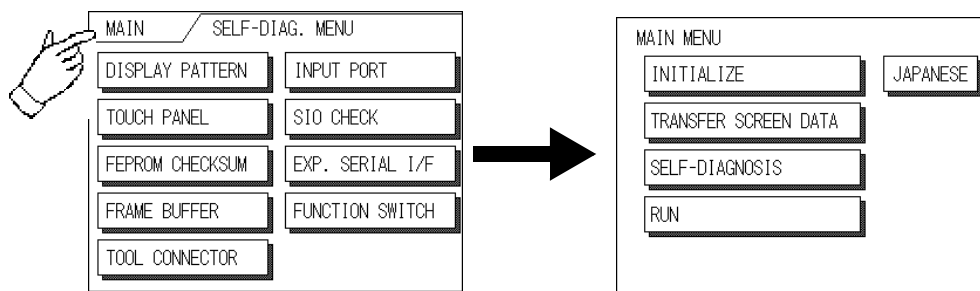 MAIN SELF-DIAG. MENU
DISPLAY PATTERN INPUT PORT
TOUCH PANEL SIO CHECK
FEPROM CHECKSUM EXP. SERIAL I/F
FRAME BUFFER FUNCTION SWITCH
TOOL CONNECTOR
MAIN MENU
INITIALIZE JAPANESE
TRANSFER SCREEN DATA
SELF-DIAGNOSIS
RUN